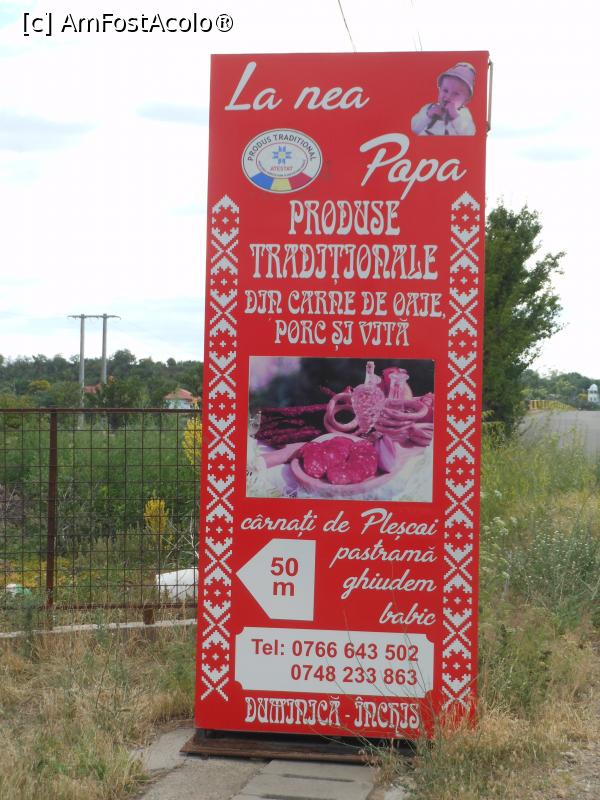 [c] AmFostAcolo®
La nea
Papa
PRODUS TRADIȚIONAL
ATESTAT
PRODUSE
TRADIȚIONALE
DIN CARNE DE OAIE,
PORC ȘI VITĂ
cârnați de Pleșcoi
pastramă
ghiudem
babic
50
m
Tel: 0766 643 502
0748 233 863
DUMINICĂ - ÎNCHIS